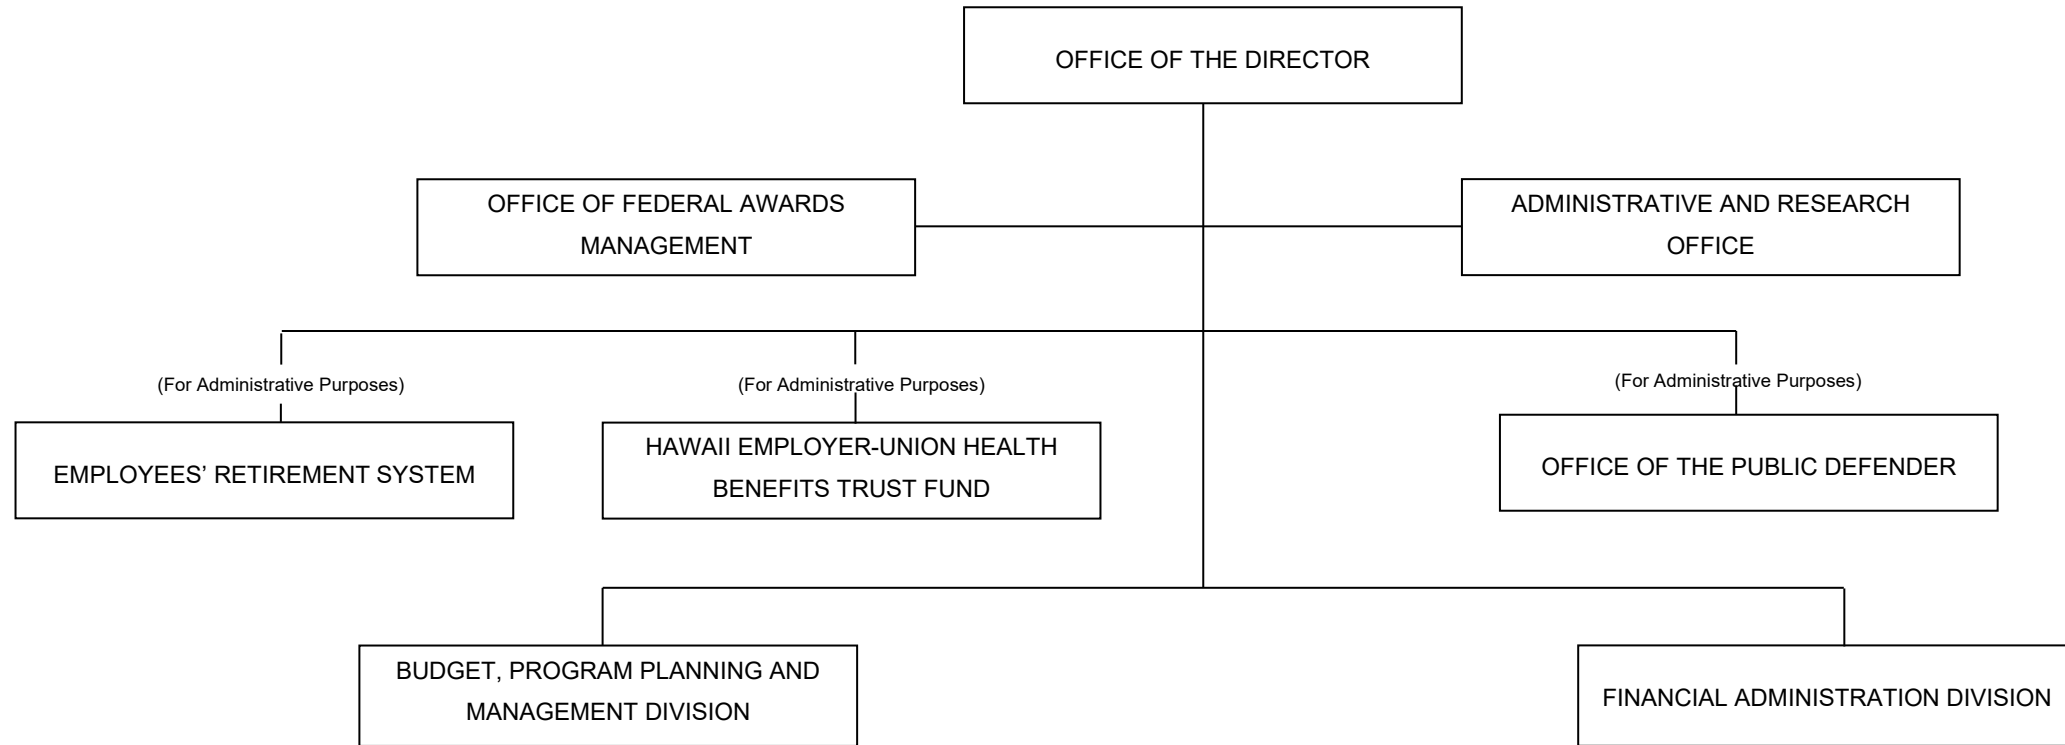 OFFICE OF THE DIRECTOR
OFFICE OF FEDERAL AWARDS
MANAGEMENT
ADMINISTRATIVE AND RESEARCH
OFFICE
(For Administrative Purposes)
EMPLOYEES’ RETIREMENT SYSTEM
(For Administrative Purposes)
HAWAII EMPLOYER-UNION HEALTH
BENEFITS TRUST FUND
(For Administrative Purposes)
OFFICE OF THE PUBLIC DEFENDER
BUDGET, PROGRAM PLANNING AND
MANAGEMENT DIVISION
FINANCIAL ADMINISTRATION DIVISION